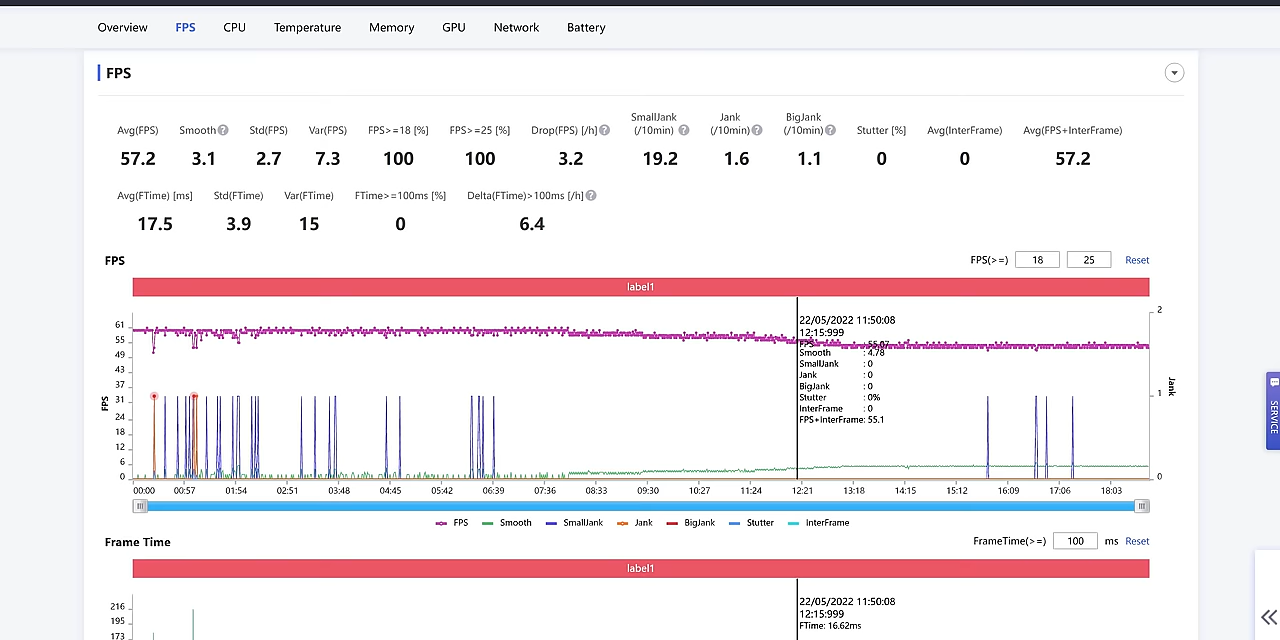 Overview FPS CPU Temperature Memory GPU Network Battery
FPS
Avg(FPS) Smooth Std(FPS) Var(FPS) FPS>=18 [%] FPS>=25 [%] Drop(FPS) [/h] SmallJank (/10min) Jank (/10min) BigJank (/10min) Stutter [%] Avg(InterFrame) Avg(FPS+InterFrame)
57.2 3.1 2.7 7.3 100 100 3.2 19.2 1.6 1.1 0 0 57.2
Avg(FTime) [ms] Std(FTime) Var(FTime) FTime>=100ms [%] Delta(FTime)>100ms [/h]
17.5 3.9 15 0 6.4
FPS FPS(>=) 18 25 Reset
label1
2
61
55
49
43
37
31
24
18
12
6
0
FPS
22/05/2022 11:50:08
12:15:999
FPS : 55.07
Smooth : 4.78
SmallJank : 0
Jank : 0
BigJank : 0
Stutter : 0%
InterFrame : 0
FPS+InterFrame: 55.1
1
0
Jank
00:00 00:57 01:54 02:51 03:48 04:45 05:42 06:39 07:36 08:33 09:30 10:27 11:24 12:21 13:18 14:15 15:12 16:09 17:06 18:03
FPS Smooth SmallJank Jank BigJank Stutter InterFrame
Frame Time FrameTime(>=) 100 ms Reset
label1
216
195
173
22/05/2022 11:50:08
12:15:999
FTime: 16.62ms
SERVICE